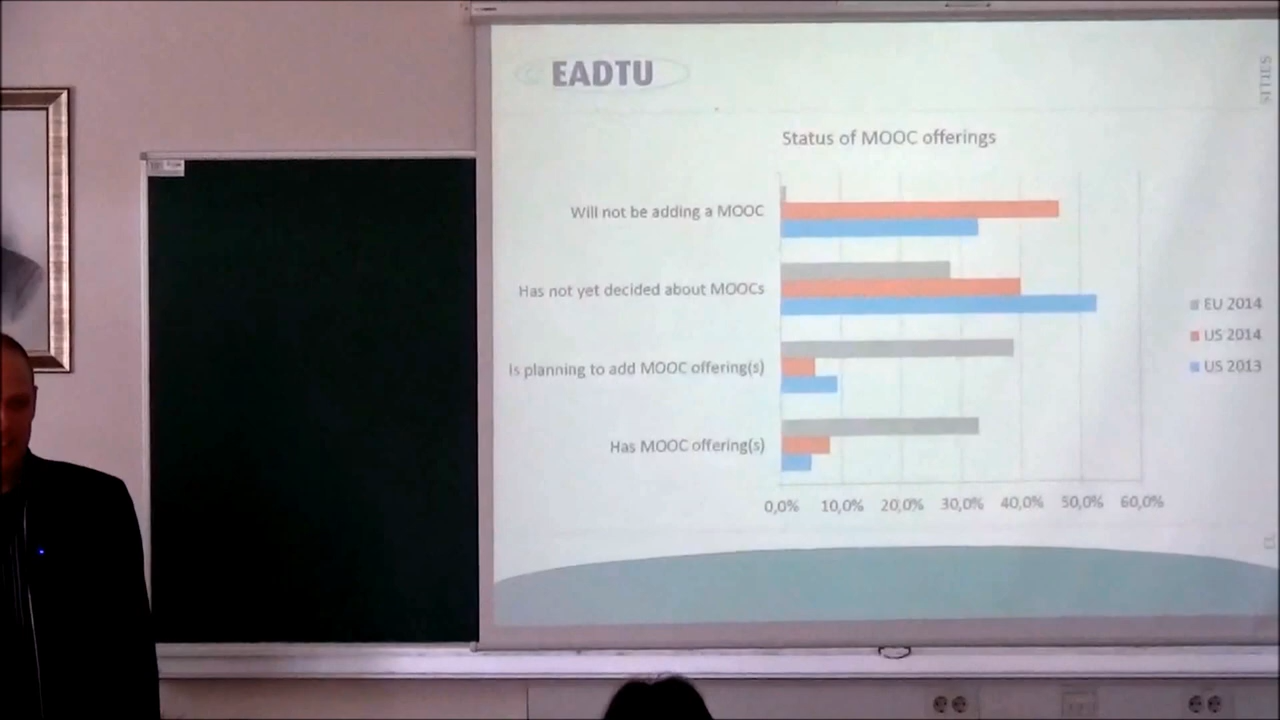 EADTU
SITIES
Status of MOOC offerings
Will not be adding a MOOC
Has not yet decided about MOOCs
Is planning to add MOOC offering(s)
Has MOOC offering(s)
EU 2014
US 2014
US 2013
0,0% 10,0% 20,0% 30,0% 40,0% 50,0% 60,0%